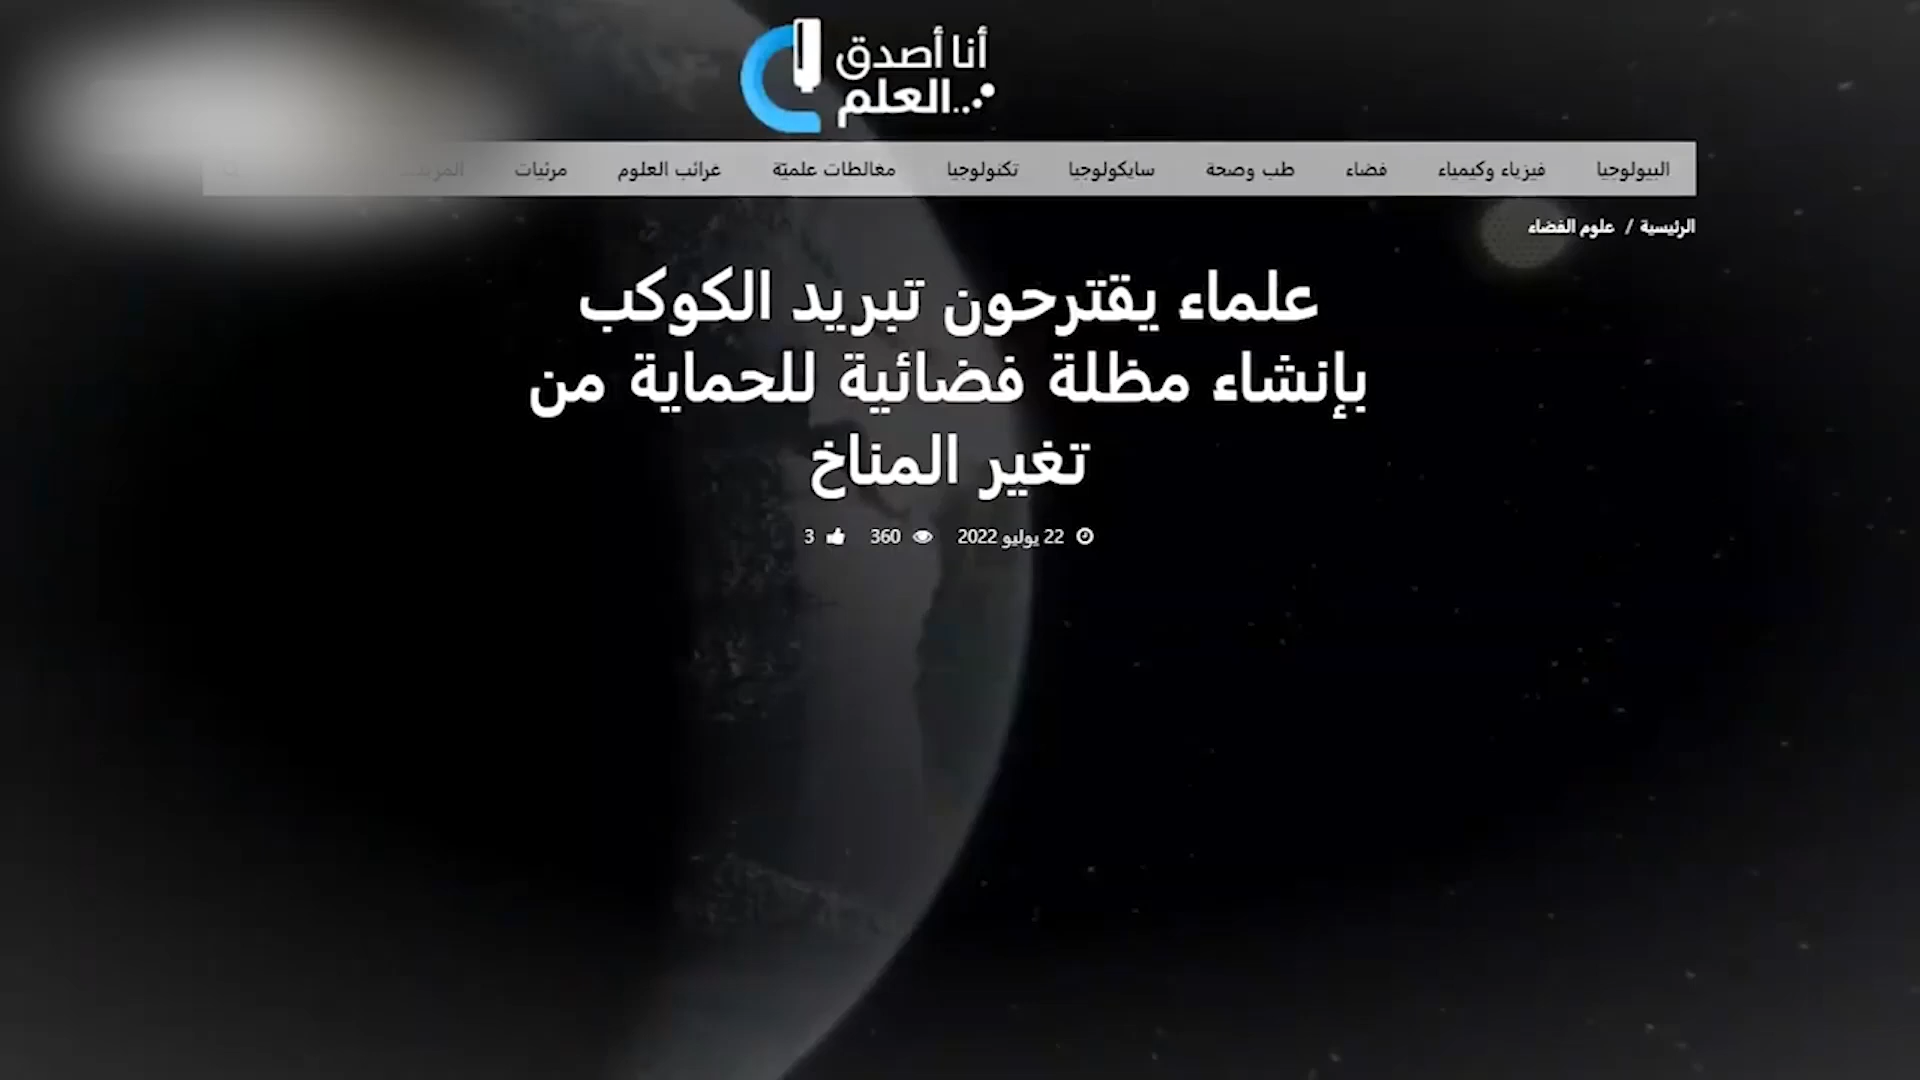 أنا أصدق
العلم
البيولوجيا فيزياء وكيمياء فضاء طب وصحة سايكولوجيا تكنولوجيا مغالطات علميّة غرائب العلوم مرئيات
الرئيسية / علوم الفضاء
علماء يقترحون تبريد الكوكب
بإنشاء مظلة فضائية للحماية من
تغير المناخ
22 يوليو 2022 360 3